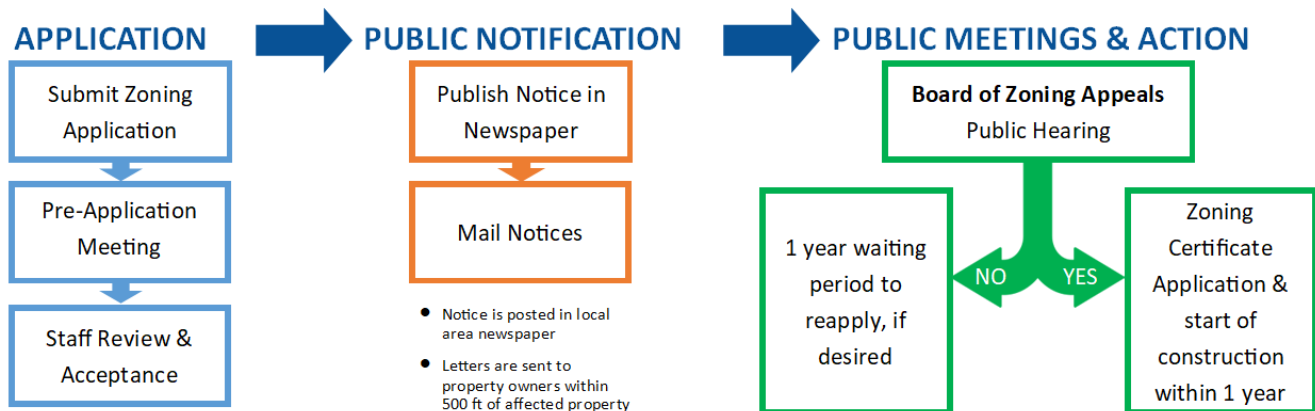 APPLICATION
Submit Zoning
Application
Pre-Application
Meeting
Staff Review &
Acceptance
PUBLIC NOTIFICATION
Publish Notice in
Newspaper
Mail Notices
● Notice is posted in local
area newspaper
● Letters are sent to
property owners within
500 ft of affected property
PUBLIC MEETINGS & ACTION
Board of Zoning Appeals
Public Hearing
NO
YES
1 year waiting
period to
reapply, if
desired
Zoning
Certificate
Application &
start of
construction
within 1 year